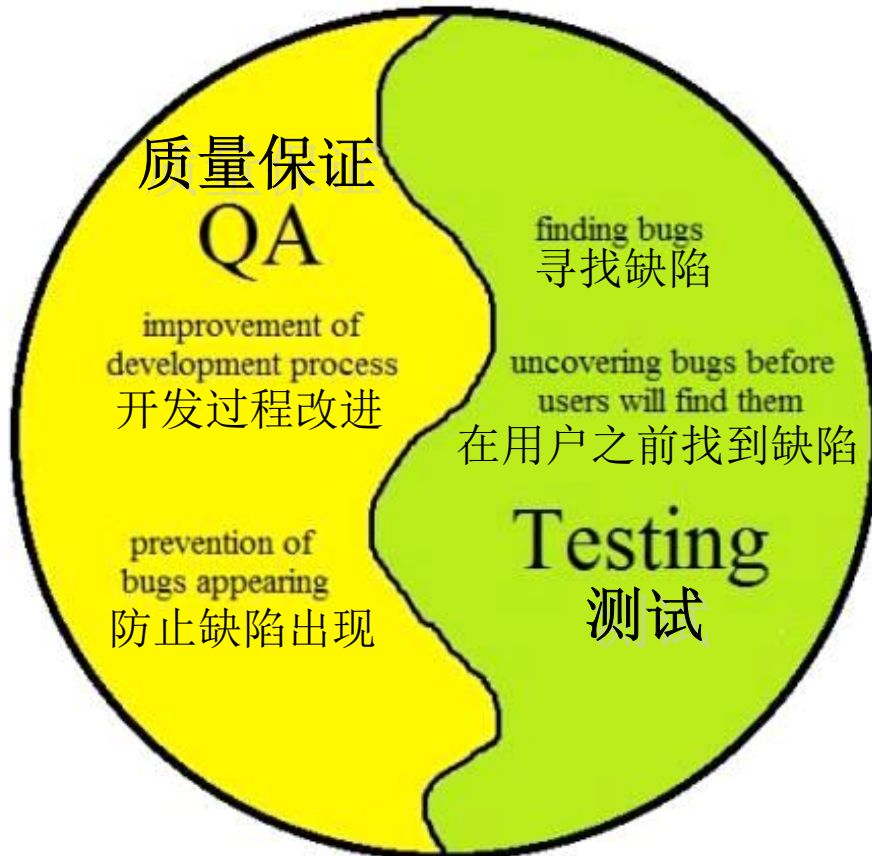 质量保证
QA
improvement of
development process
开发过程改进
prevention of
bugs appearing
防止缺陷出现
finding bugs
寻找缺陷
uncovering bugs before
users will find them
在用户之前找到缺陷
Testing
测试